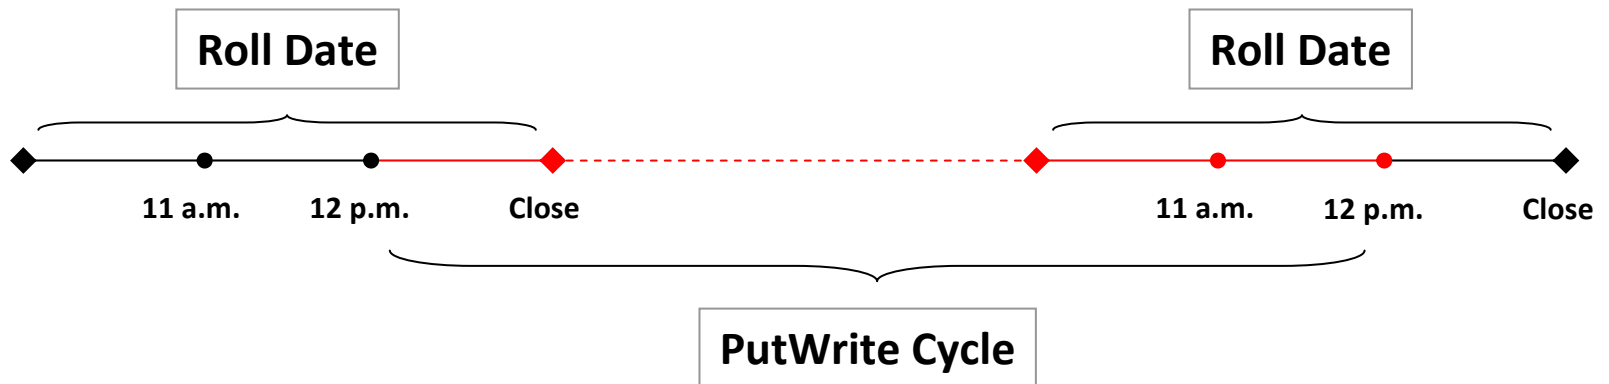 Roll Date Roll Date
11 a.m. 12 p.m. Close 11 a.m. 12 p.m. Close
PutWrite Cycle